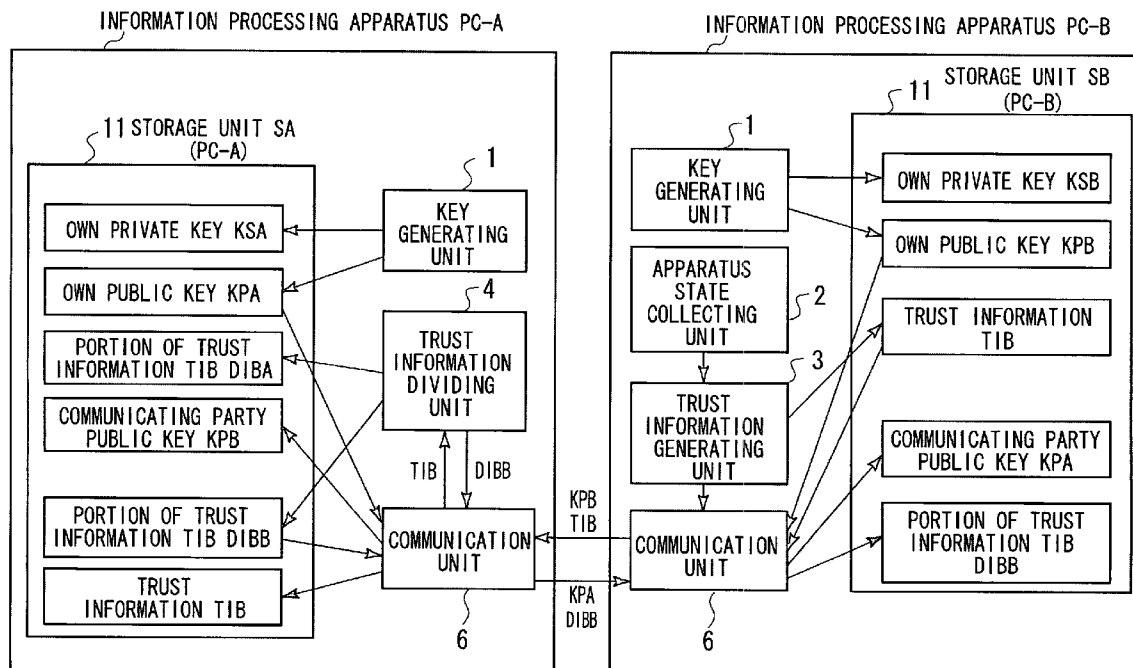 INFORMATION PROCESSING APPARATUS PC-A
11 STORAGE UNIT SA
(PC-A)
OWN PRIVATE KEY KSA
OWN PUBLIC KEY KPA
PORTION OF TRUST
INFORMATION TIB DIBA
COMMUNICATING PARTY
PUBLIC KEY KPB
PORTION OF TRUST
INFORMATION TIB DIBB
TRUST
INFORMATION TIB
1
KEY
GENERATING
UNIT
4
TRUST
INFORMATION
DIVIDING
UNIT
TIB
DIBB
COMMUNICATION
UNIT
6
KPB
TIB
KPA
DIBB
INFORMATION PROCESSING APPARATUS PC-B
1
KEY
GENERATING
UNIT
APPARATUS
STATE
COLLECTING
UNIT
2
3
TRUST
INFORMATION
GENERATING
UNIT
COMMUNICATION
UNIT
6
STORAGE UNIT SB
11
(PC-B)
OWN PRIVATE KEY KSB
OWN PUBLIC KEY KPB
TRUST INFORMATION
TIB
COMMUNICATING PARTY
PUBLIC KEY KPA
PORTION OF TRUST
INFORMATION TIB
DIBB